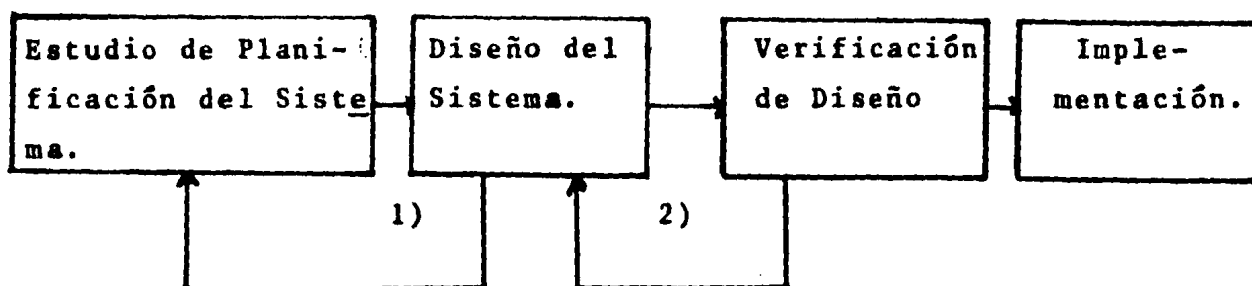 Estudio de Plani-
ficación del Siste
ma.
Diseño del
Sistema.
Verificación
de Diseño
Imple-
mentación.
1)
2)